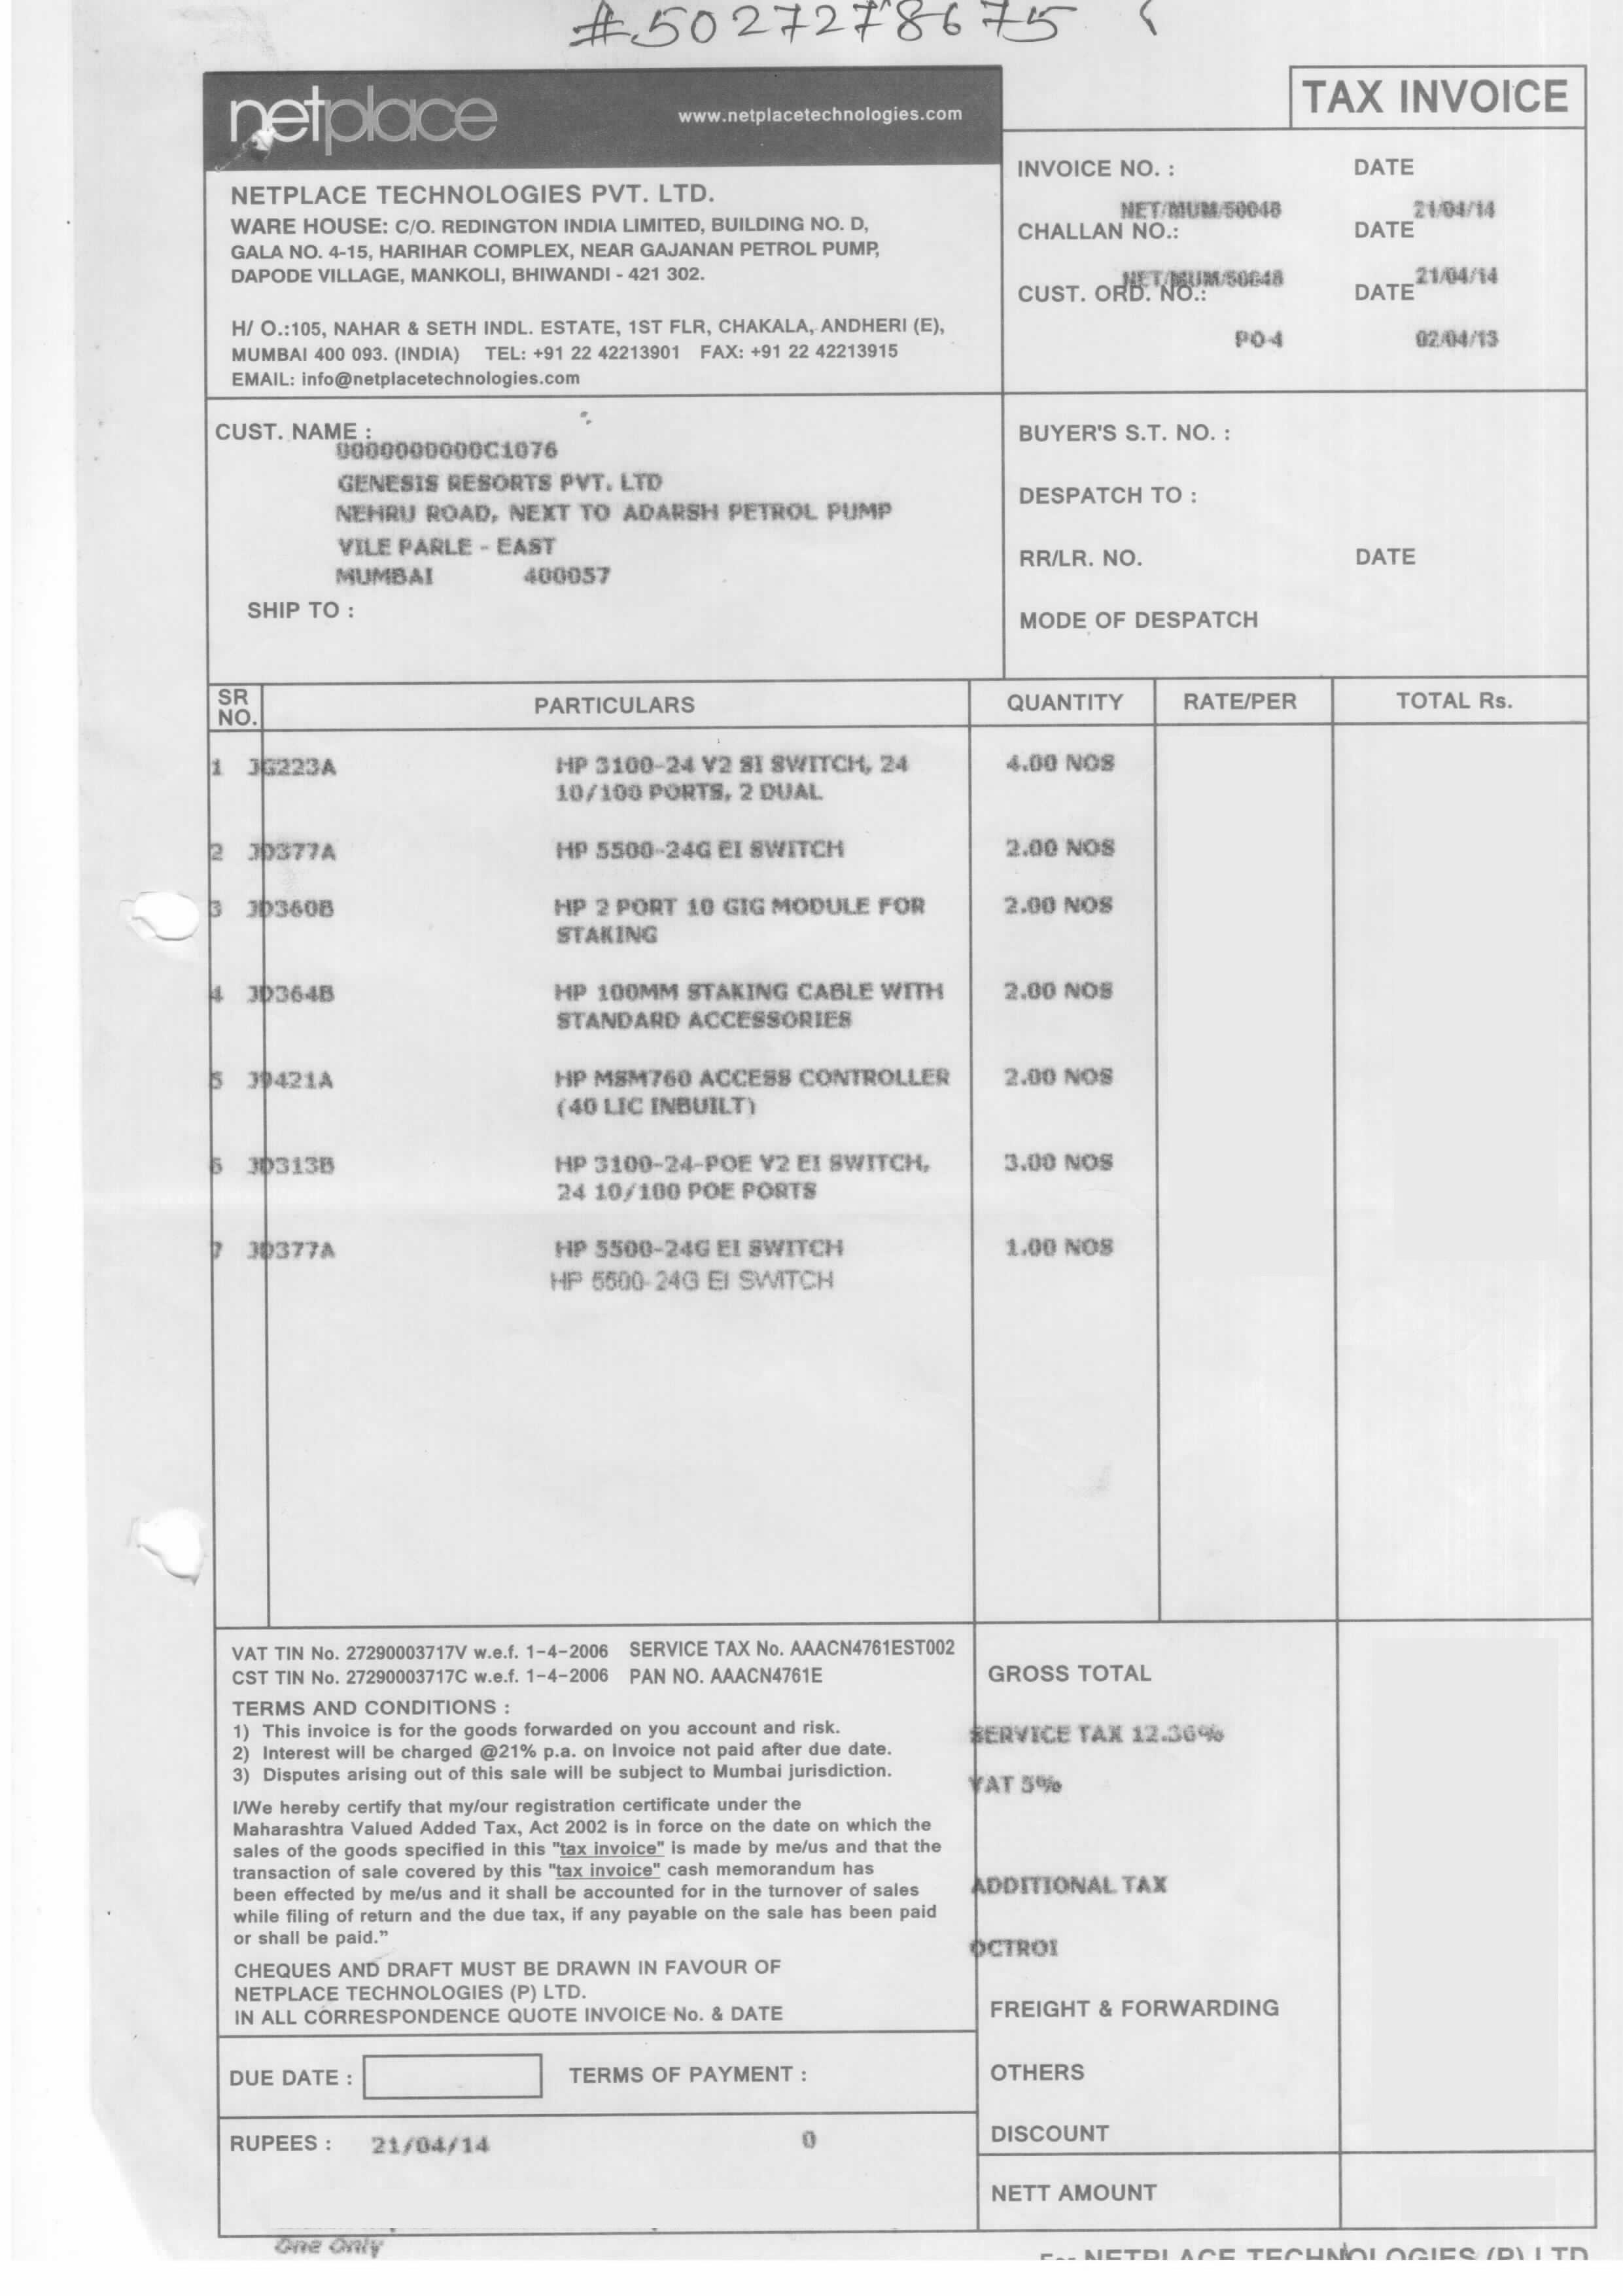 #5027278675
netplace
www.netplacetechnologies.com
TAX INVOICE
NETPLACE TECHNOLOGIES PVT. LTD.
WARE HOUSE: C/O. REDINGTON INDIA LIMITED, BUILDING NO. D,
GALA NO. 4-15, HARIHAR COMPLEX, NEAR GAJANAN PETROL PUMP,
DAPODE VILLAGE, MANKOLI, BHIWANDI - 421 302.
H/ O.:105, NAHAR & SETH INDL. ESTATE, 1ST FLR, CHAKALA, ANDHERI (E),
MUMBAI 400 093. (INDIA) TEL: +91 22 42213901 FAX: +91 22 42213915
EMAIL: info@netplacetechnologies.com
INVOICE NO. : DATE
NET/MUM/50048 21/04/14
CHALLAN NO.: DATE
NET/MUM/50048 21/04/14
CUST. ORD. NO.: DATE
PO-4 02/04/13
CUST. NAME :
0000000000C1076
GENESIS RESORTS PVT. LTD
NEHRU ROAD, NEXT TO ADARSH PETROL PUMP
VILE PARLE - EAST
MUMBAI 400057
SHIP TO :
BUYER'S S.T. NO. :
DESPATCH TO :
RR/LR. NO. DATE
MODE OF DESPATCH
SR NO. PARTICULARS QUANTITY RATE/PER TOTAL Rs.
1 JG223A HP 3100-24 V2 SI SWITCH, 24 4.00 NOS
10/100 PORTS, 2 DUAL
2 JD377A HP 5500-24G EI SWITCH 2.00 NOS
3 JD360B HP 2 PORT 10 GIG MODULE FOR 2.00 NOS
STAKING
4 JD364B HP 100MM STAKING CABLE WITH 2.00 NOS
STANDARD ACCESSORIES
5 J9421A HP MSM760 ACCESS CONTROLLER 2.00 NOS
(40 LIC INBUILT)
6 JD313B HP 3100-24-POE V2 EI SWITCH, 3.00 NOS
24 10/100 POE PORTS
7 JD377A HP 5500-24G EI SWITCH 1.00 NOS
HP 5500-24G EI SWITCH
VAT TIN No. 27290003717V w.e.f. 1-4-2006 SERVICE TAX No. AAACN4761EST002
CST TIN No. 27290003717C w.e.f. 1-4-2006 PAN NO. AAACN4761E
TERMS AND CONDITIONS :
1) This invoice is for the goods forwarded on you account and risk.
2) Interest will be charged @21% p.a. on Invoice not paid after due date.
3) Disputes arising out of this sale will be subject to Mumbai jurisdiction.
I/We hereby certify that my/our registration certificate under the
Maharashtra Valued Added Tax, Act 2002 is in force on the date on which the
sales of the goods specified in this "tax invoice" is made by me/us and that the
transaction of sale covered by this "tax invoice" cash memorandum has
been effected by me/us and it shall be accounted for in the turnover of sales
while filing of return and the due tax, if any payable on the sale has been paid
or shall be paid."
CHEQUES AND DRAFT MUST BE DRAWN IN FAVOUR OF
NETPLACE TECHNOLOGIES (P) LTD.
IN ALL CORRESPONDENCE QUOTE INVOICE No. & DATE
GROSS TOTAL
SERVICE TAX 12.36%
VAT 5%
ADDITIONAL TAX
OCTROI
FREIGHT & FORWARDING
OTHERS
DISCOUNT
NETT AMOUNT
DUE DATE : TERMS OF PAYMENT :
RUPEES : 21/04/14 0
One Only
For NETPLACE TECHNOLOGIES (P) LTD